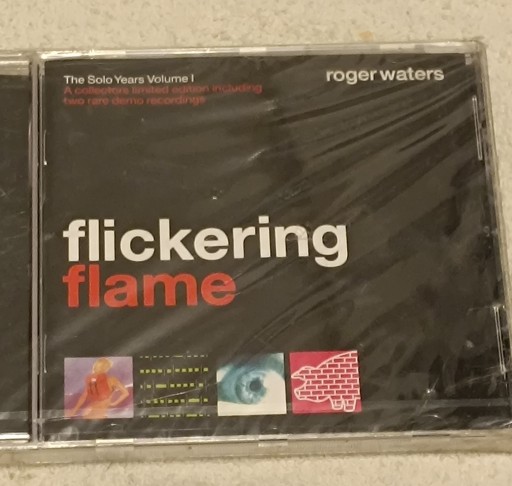 The Solo Years Volume I
A collectors limited edition including
two rare demo recordings
roger waters
flickering
flame